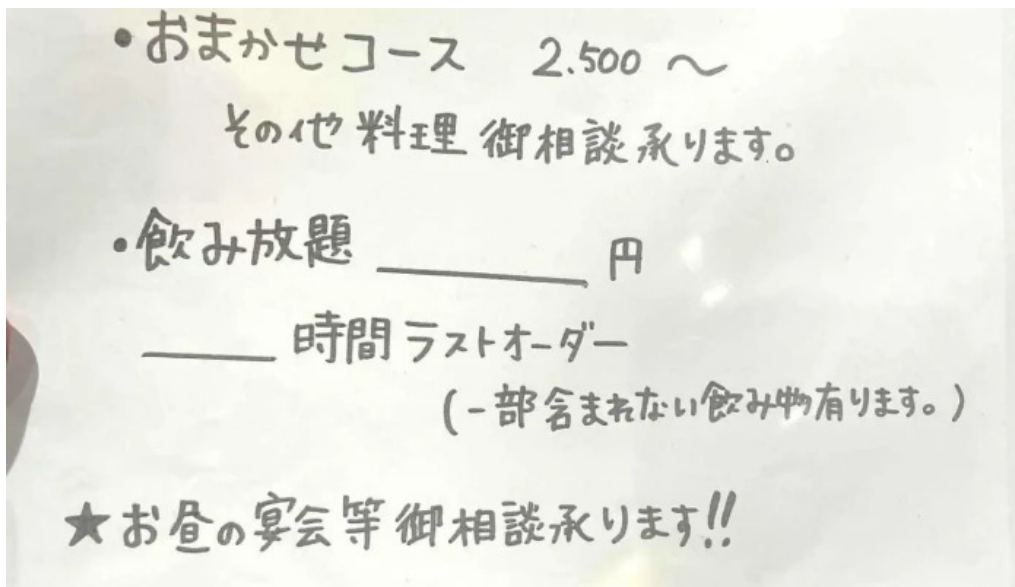 ・おまかせコース 2.500 〜
その他 料理 御相談承ります。
・飲み放題 ______ 円
____ 時間ラストオーダー
(一部含まれない飲み物有ります。)
★お昼の宴会等御相談承ります!!